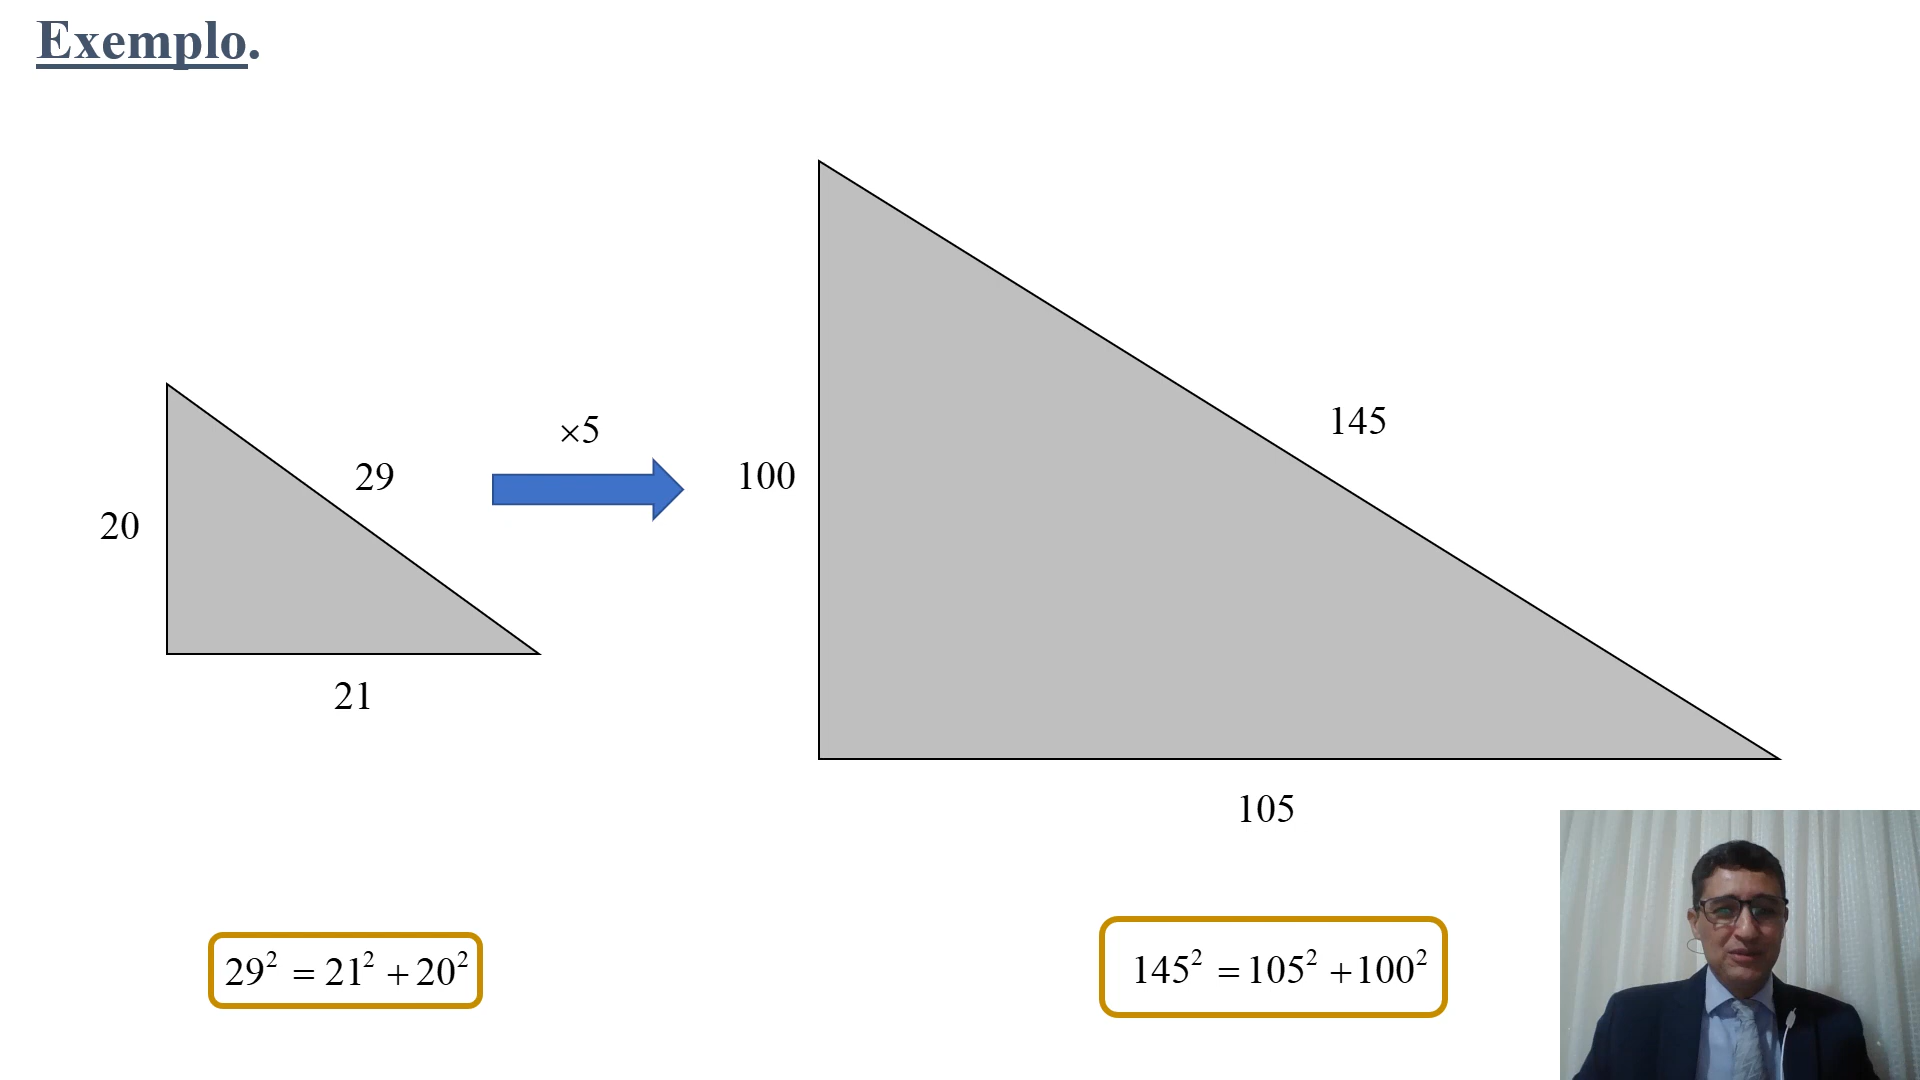 Exemplo.
20
29
21
×5
100
145
105
29² = 21² + 20²
145² = 105² + 100²